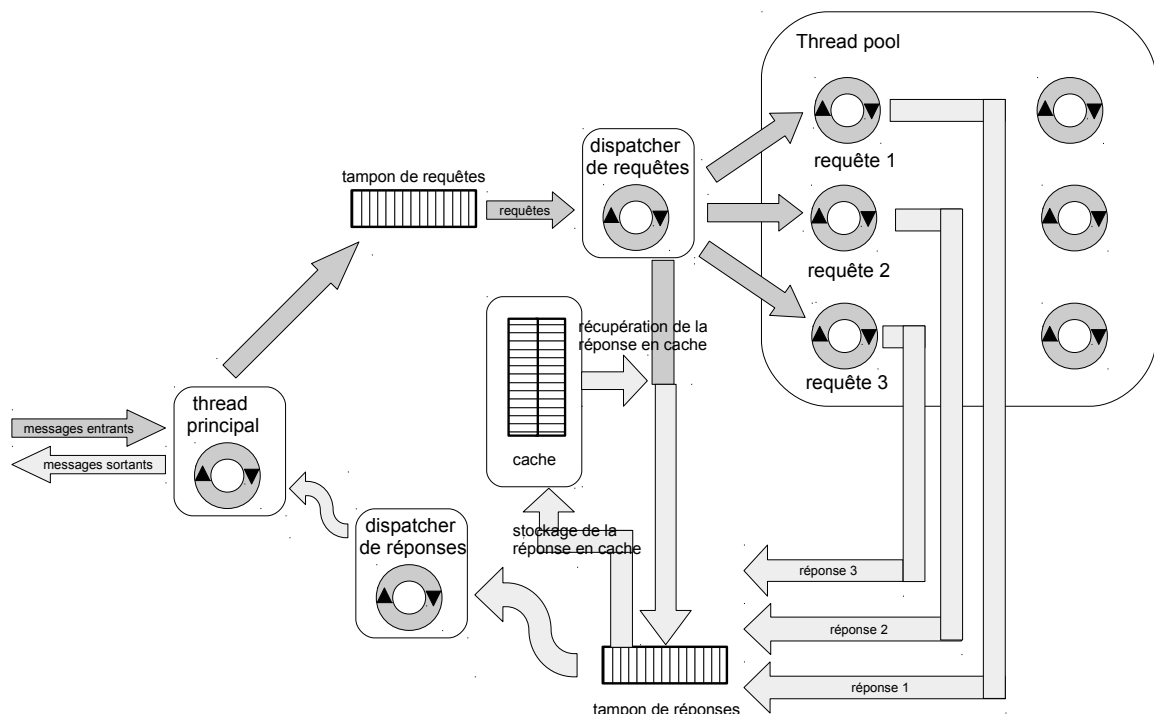 Thread pool
dispatcher
de requêtes
requête 1
tampon de requêtes
requêtes
requête 2
récupération de la
réponse en cache
requête 3
thread
principal
messages entrants
messages sortants
cache
dispatcher
de réponses
stockage de la
réponse en cache
réponse 3
réponse 2
réponse 1
tampon de réponses